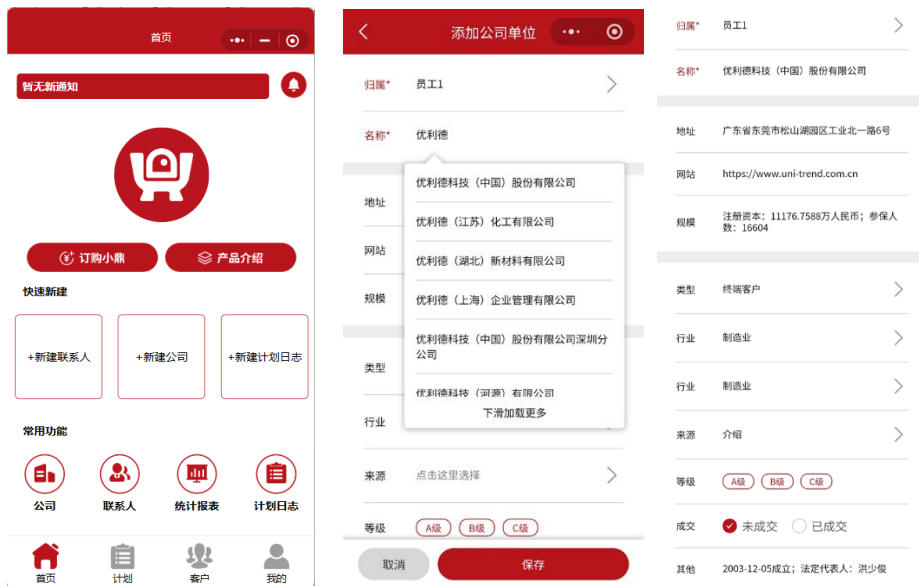 首页
暂无新通知
订购小鼎
产品介绍
快速新建
+新建联系人
+新建公司
+新建计划日志
常用功能
公司
联系人
统计报表
计划日志
首页
计划
客户
我的
添加公司单位
归属*
员工1
名称*
优利德
优利德科技（中国）股份有限公司
优利德（江苏）化工有限公司
优利德（湖北）新材料有限公司
优利德（上海）企业管理有限公司
优利德科技（中国）股份有限公司深圳分
公司
优利德科技（河源）有限公司
下滑加载更多
地址
网站
规模
类型
行业
来源
点击这里选择
等级
A级
B级
C级
取消
保存
归属*
员工1
名称*
优利德科技（中国）股份有限公司
地址
广东省东莞市松山湖园区工业北一路6号
网站
https://www.uni-trend.com.cn
规模
注册资本：11176.7588万人民币；参保人
数：16604
类型
终端客户
行业
制造业
行业
制造业
来源
介绍
等级
A级
B级
C级
成交
未成交
已成交
其他
2003-12-05成立；法定代表人：洪少俊